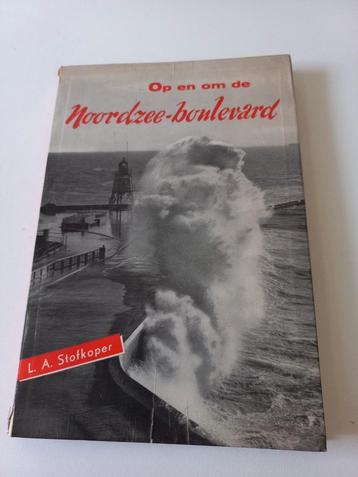 Op en om de
Noordzee-boulevard
L. A. Stofkoper